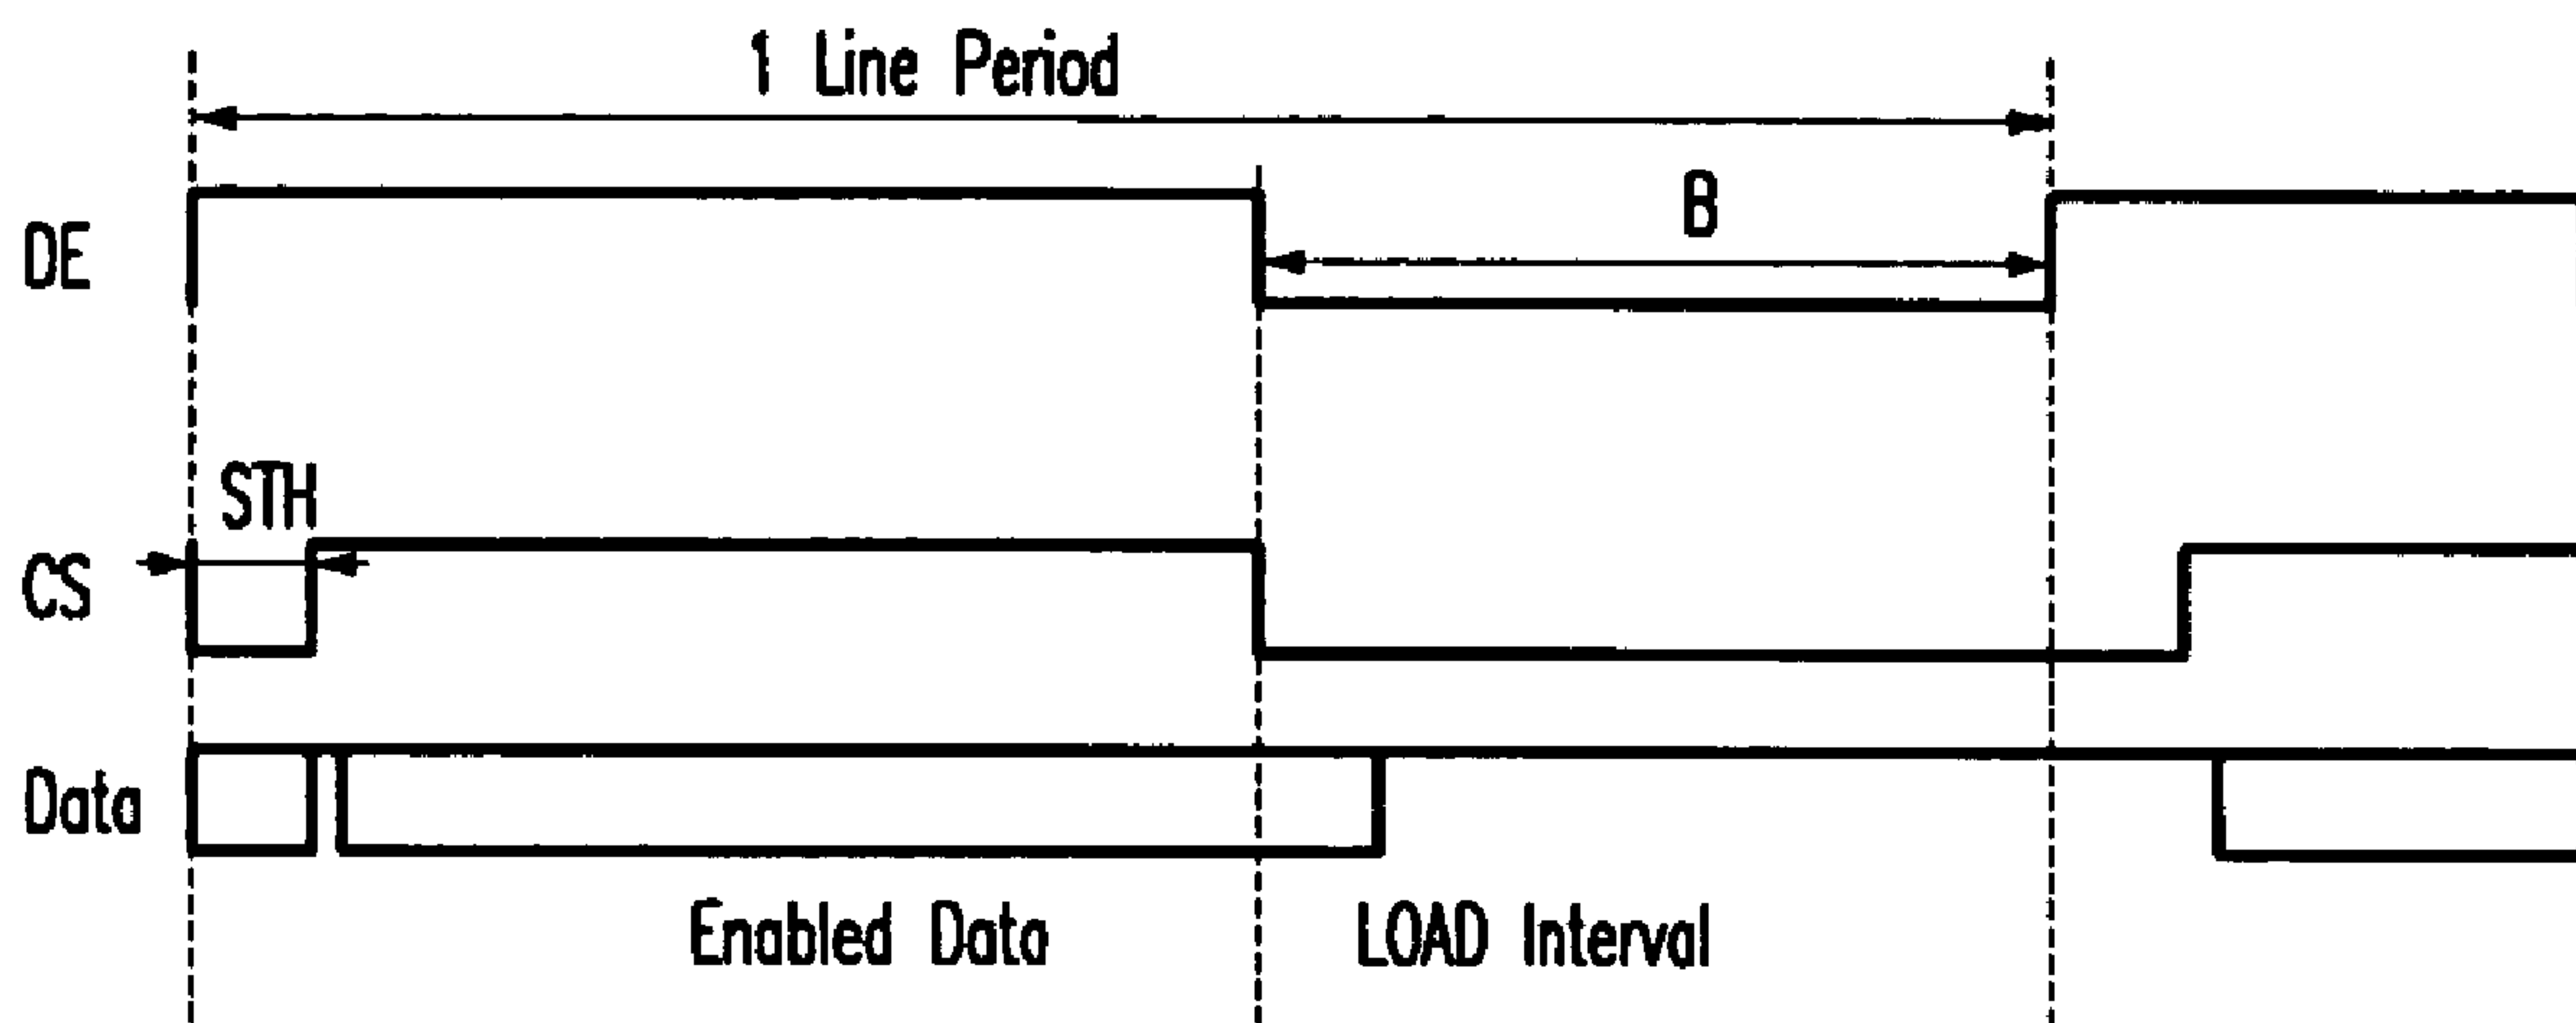 1 Line Period
B
DE
STH
CS
Data
Enabled Data LOAD Interval